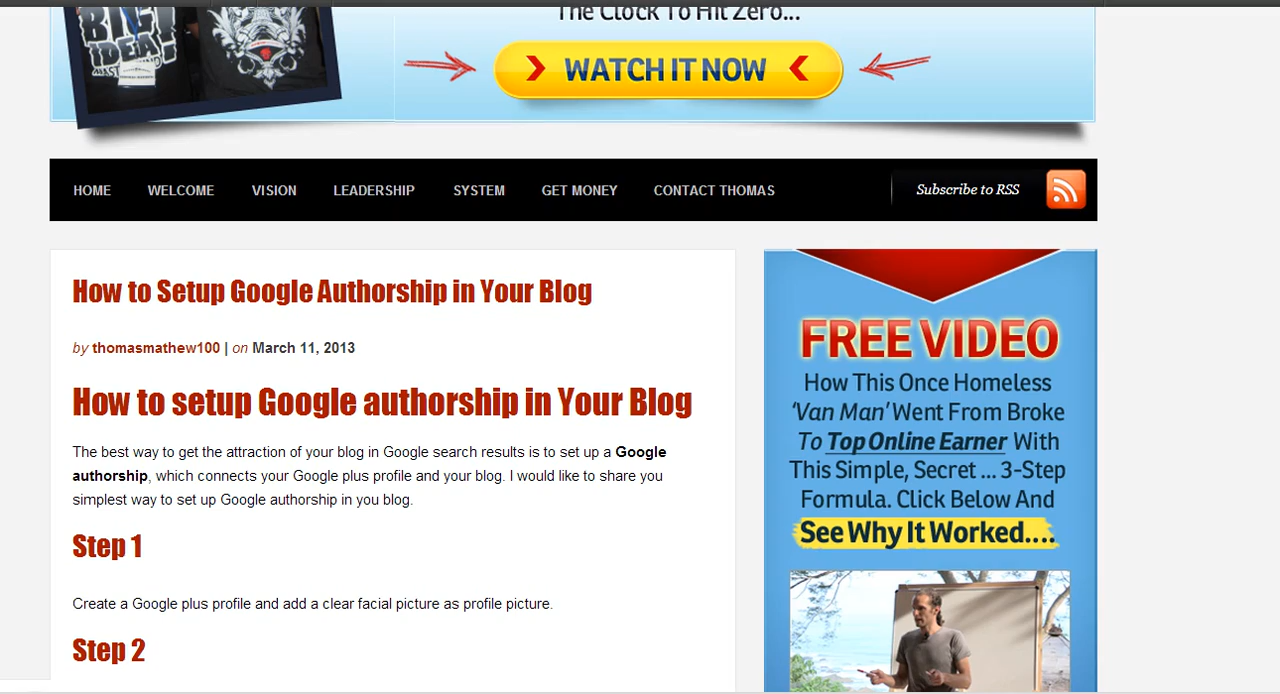 BIG
IDEA!
The Clock To Hit Zero...
WATCH IT NOW
HOME WELCOME VISION LEADERSHIP SYSTEM GET MONEY CONTACT THOMAS Subscribe to RSS
How to Setup Google Authorship in Your Blog
by thomasmathew100 | on March 11, 2013
How to setup Google authorship in Your Blog
The best way to get the attraction of your blog in Google search results is to set up a Google
authorship, which connects your Google plus profile and your blog. I would like to share you
simplest way to set up Google authorship in you blog.
Step 1
Create a Google plus profile and add a clear facial picture as profile picture.
Step 2
FREE VIDEO
How This Once Homeless
‘Van Man’ Went From Broke
To Top Online Earner With
This Simple, Secret ... 3-Step
Formula. Click Below And
See Why It Worked....